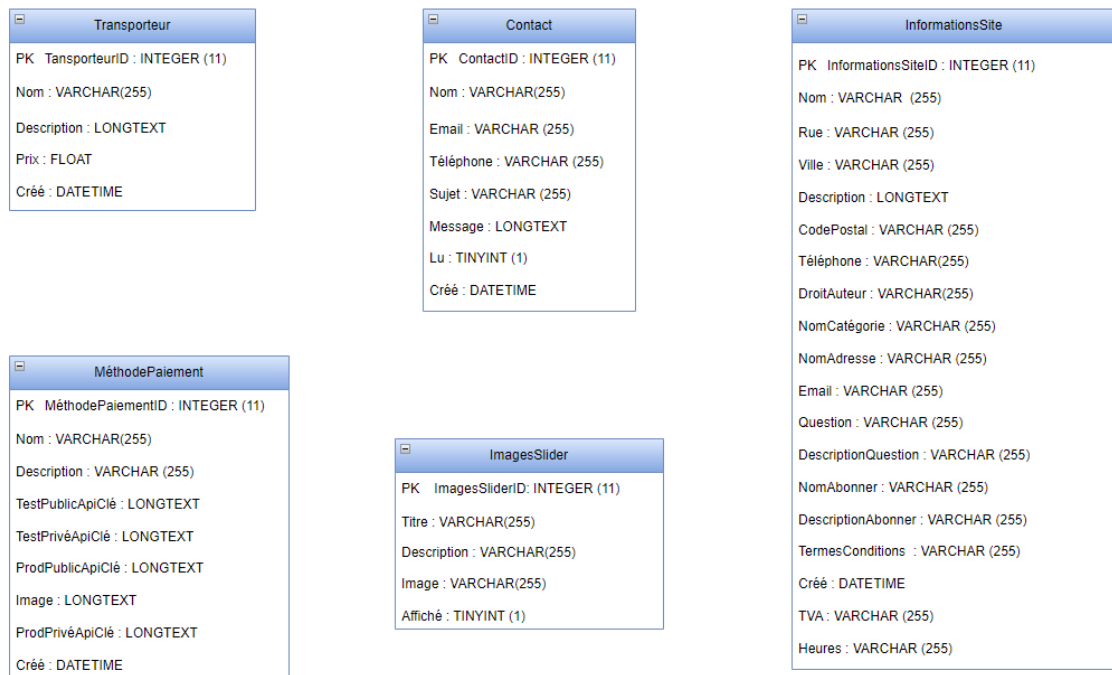 Transporteur
PK TansporteurID : INTEGER (11)
Nom : VARCHAR(255)
Description : LONGTEXT
Prix : FLOAT
Créé : DATETIME
Contact
PK ContactID : INTEGER (11)
Nom : VARCHAR(255)
Email : VARCHAR (255)
Téléphone : VARCHAR (255)
Sujet : VARCHAR (255)
Message : LONGTEXT
Lu : TINYINT (1)
Créé : DATETIME
InformationsSite
PK InformationsSiteID : INTEGER (11)
Nom : VARCHAR (255)
Rue : VARCHAR (255)
Ville : VARCHAR (255)
Description : LONGTEXT
CodePostal : VARCHAR (255)
Téléphone : VARCHAR(255)
DroitAuteur : VARCHAR(255)
NomCatégorie : VARCHAR (255)
NomAdresse : VARCHAR (255)
Email : VARCHAR (255)
Question : VARCHAR (255)
DescriptionQuestion : VARCHAR (255)
NomAbonner : VARCHAR (255)
DescriptionAbonner : VARCHAR (255)
TermesConditions : VARCHAR (255)
Créé : DATETIME
TVA : VARCHAR (255)
Heures : VARCHAR (255)
MéthodePaiement
PK MéthodePaiementID : INTEGER (11)
Nom : VARCHAR(255)
Description : VARCHAR (255)
TestPublicApiClé : LONGTEXT
TestPrivéApiClé : LONGTEXT
ProdPublicApiClé : LONGTEXT
Image : LONGTEXT
ProdPrivéApiClé : LONGTEXT
Créé : DATETIME
ImagesSlider
PK ImagesSliderID: INTEGER (11)
Titre : VARCHAR(255)
Description : VARCHAR(255)
Image : VARCHAR(255)
Affiché : TINYINT (1)